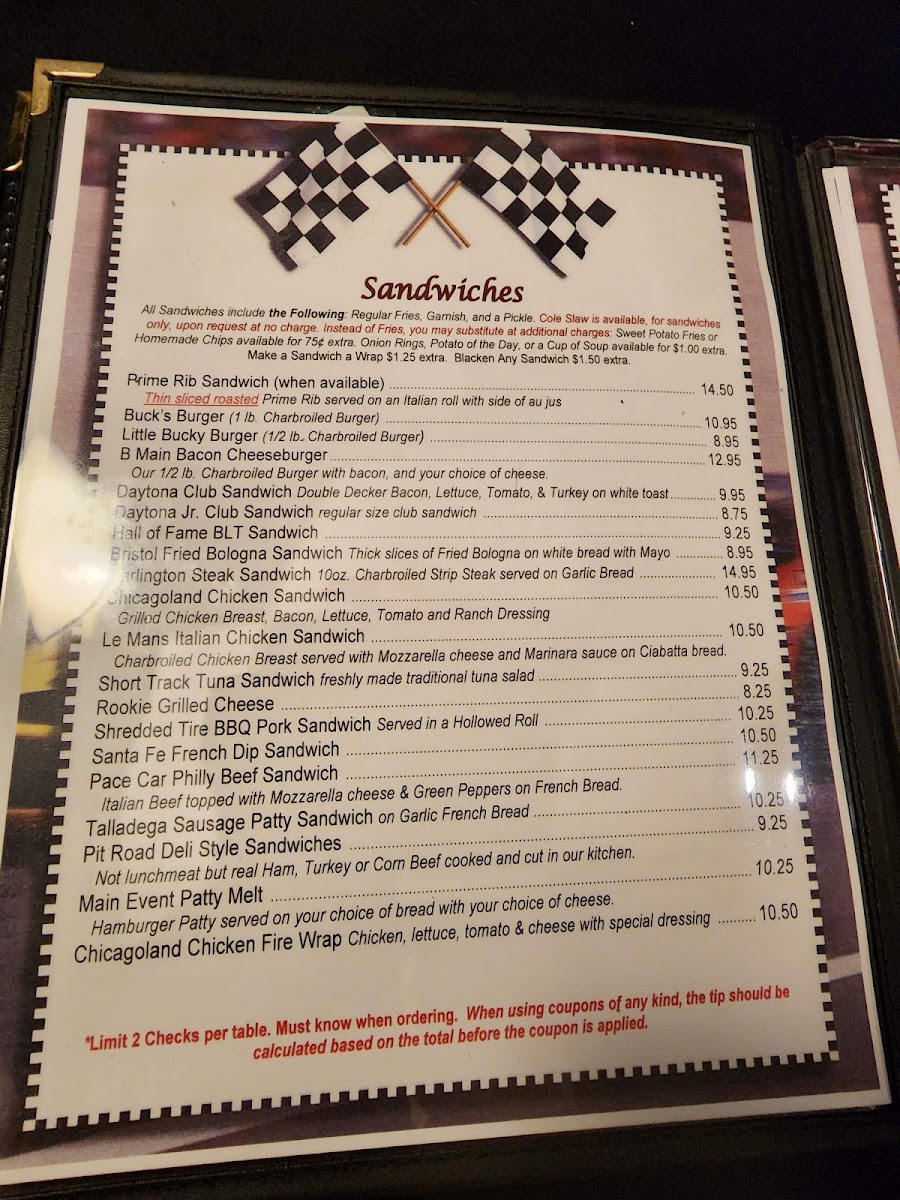 Sandwiches
All Sandwiches include the Following: Regular Fries, Garnish, and a Pickle. Cole Slaw is available, for sandwiches
only, upon request at no charge. Instead of Fries, you may substitute at additional charges: Sweet Potato Fries or
Homemade Chips available for 75¢ extra. Onion Rings, Potato of the Day, or a Cup of Soup available for $1.00 extra.
Make a Sandwich a Wrap $1.25 extra. Blacken Any Sandwich $1.50 extra.
Prime Rib Sandwich (when available) 14.50
Thin sliced roasted Prime Rib served on an Italian roll with side of au jus
Buck's Burger (1 lb. Charbroiled Burger) 10.95
Little Bucky Burger (1/2 lb. Charbroiled Burger) 8.95
B Main Bacon Cheeseburger 12.95
Our 1/2 lb. Charbroiled Burger with bacon, and your choice of cheese.
Daytona Club Sandwich Double Decker Bacon, Lettuce, Tomato, & Turkey on white toast 9.95
Daytona Jr. Club Sandwich regular size club sandwich 8.75
Hall of Fame BLT Sandwich 9.25
Bristol Fried Bologna Sandwich Thick slices of Fried Bologna on white bread with Mayo 8.95
Darlington Steak Sandwich 10oz. Charbroiled Strip Steak served on Garlic Bread 14.95
Chicagoland Chicken Sandwich 10.50
Grilled Chicken Breast, Bacon, Lettuce, Tomato and Ranch Dressing
Le Mans Italian Chicken Sandwich 10.50
Charbroiled Chicken Breast served with Mozzarella cheese and Marinara sauce on Ciabatta bread.
Short Track Tuna Sandwich freshly made traditional tuna salad 9.25
Rookie Grilled Cheese 8.25
Shredded Tire BBQ Pork Sandwich Served in a Hollowed Roll 10.25
Santa Fe French Dip Sandwich 10.50
Pace Car Philly Beef Sandwich 11.25
Italian Beef topped with Mozzarella cheese & Green Peppers on French Bread.
Talladega Sausage Patty Sandwich on Garlic French Bread 10.25
Pit Road Deli Style Sandwiches 9.25
Not lunchmeat but real Ham, Turkey or Corn Beef cooked and cut in our kitchen.
Main Event Patty Melt 10.25
Hamburger Patty served on your choice of bread with your choice of cheese.
Chicagoland Chicken Fire Wrap Chicken, lettuce, tomato & cheese with special dressing 10.50
*Limit 2 Checks per table. Must know when ordering. When using coupons of any kind, the tip should be
calculated based on the total before the coupon is applied.